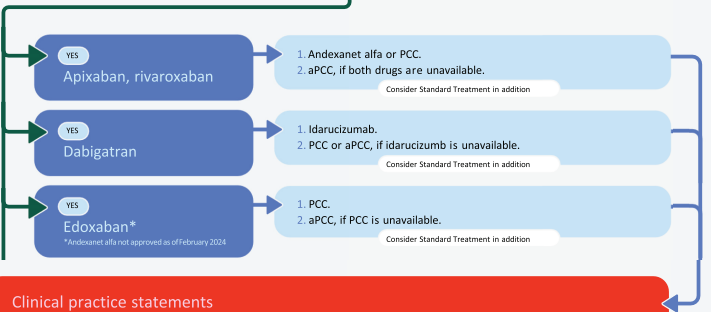 YES
Apixaban, rivaroxaban
1. Andexanet alfa or PCC.
2. aPCC, if both drugs are unavailable.
Consider Standard Treatment in addition
YES
Dabigatran
1. Idarucizumab.
2. PCC or aPCC, if idarucizumb is unavailable.
Consider Standard Treatment in addition
YES
Edoxaban*
*Andexanet alfa not approved as of February 2024
1. PCC.
2. aPCC, if PCC is unavailable.
Consider Standard Treatment in addition
Clinical practice statements